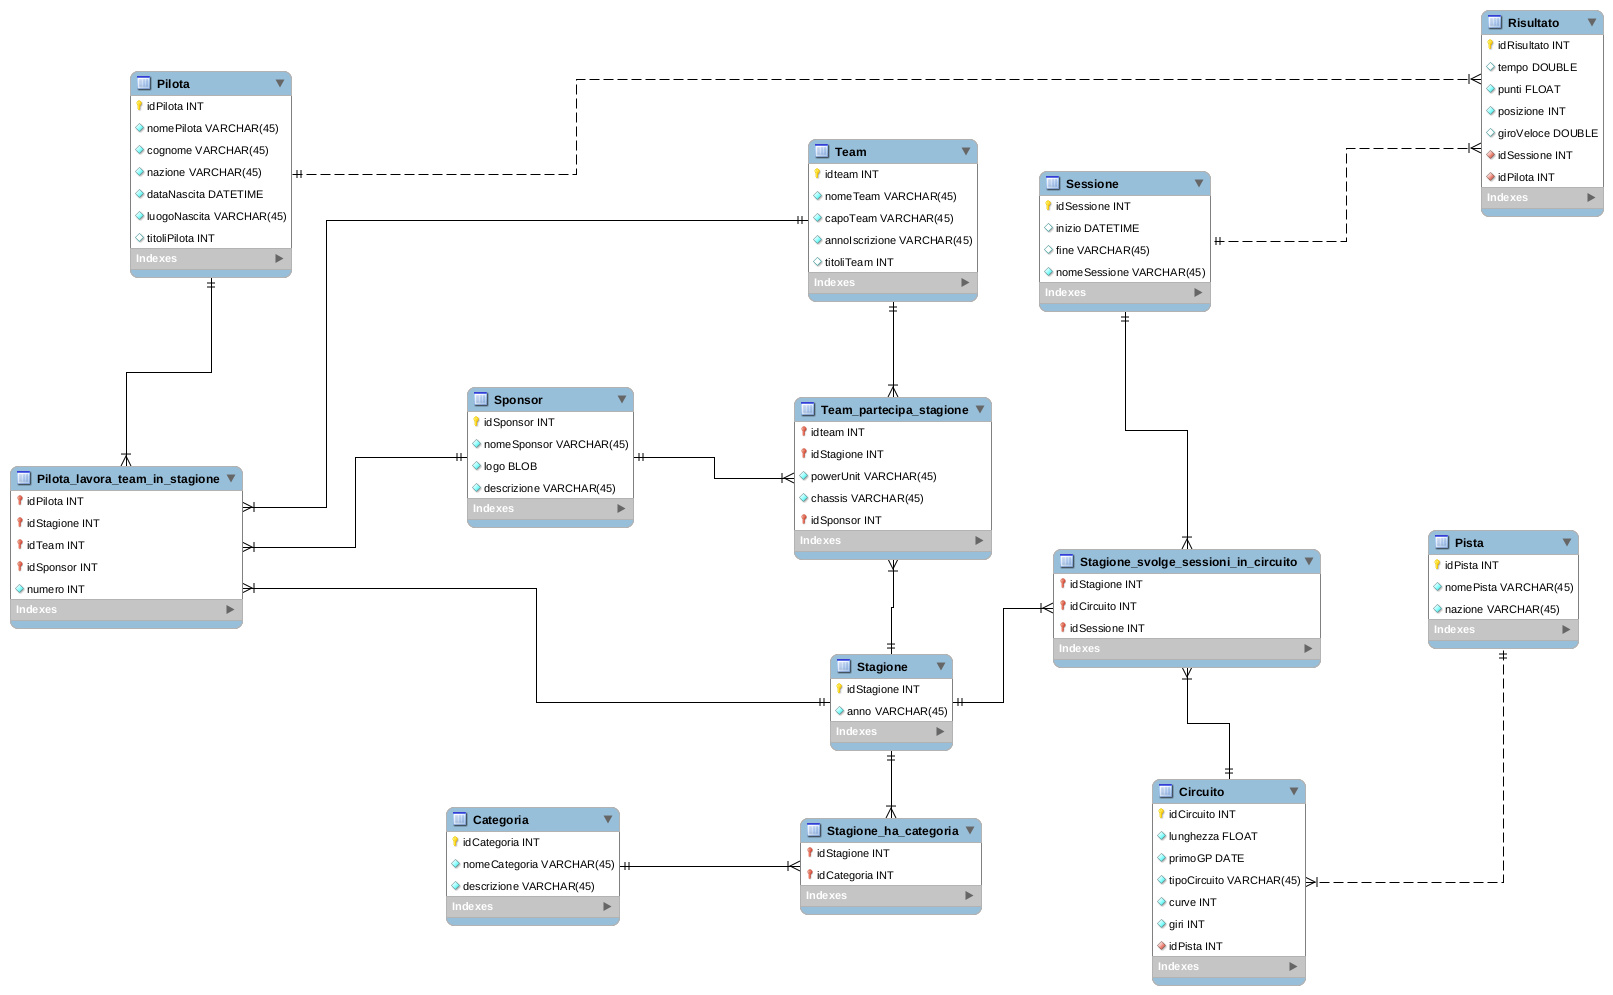 Pilota
idPilota INT
nomePilota VARCHAR(45)
cognome VARCHAR(45)
nazione VARCHAR(45)
dataNascita DATETIME
luogoNascita VARCHAR(45)
titoliPilota INT
Indexes
Team
idteam INT
nomeTeam VARCHAR(45)
capoTeam VARCHAR(45)
annoIscrizione VARCHAR(45)
titoliTeam INT
Indexes
Sessione
idSessione INT
inizio DATETIME
fine VARCHAR(45)
nomeSessione VARCHAR(45)
Indexes
Risultato
idRisultato INT
tempo DOUBLE
punti FLOAT
posizione INT
giroVeloce DOUBLE
idSessione INT
idPilota INT
Indexes
Pilota_lavora_team_in_stagione
idPilota INT
idStagione INT
idTeam INT
idSponsor INT
numero INT
Indexes
Sponsor
idSponsor INT
nomeSponsor VARCHAR(45)
logo BLOB
descrizione VARCHAR(45)
Indexes
Team_partecipa_stagione
idteam INT
idStagione INT
powerUnit VARCHAR(45)
chassis VARCHAR(45)
idSponsor INT
Indexes
Stagione_svolge_sessioni_in_circuito
idStagione INT
idCircuito INT
idSessione INT
Indexes
Pista
idPista INT
nomePista VARCHAR(45)
nazione VARCHAR(45)
Indexes
Stagione
idStagione INT
anno VARCHAR(45)
Indexes
Categoria
idCategoria INT
nomeCategoria VARCHAR(45)
descrizione VARCHAR(45)
Indexes
Stagione_ha_categoria
idStagione INT
idCategoria INT
Indexes
Circuito
idCircuito INT
lunghezza FLOAT
primoGP DATE
tipoCircuito VARCHAR(45)
curve INT
giri INT
idPista INT
Indexes